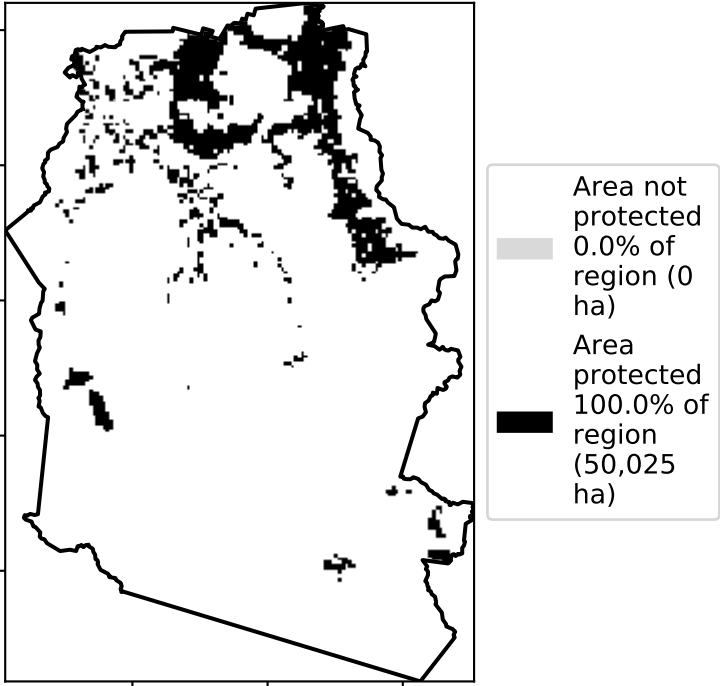 Area not
protected
0.0% of
region (0
ha)
Area
protected
100.0% of
region
(50,025
ha)